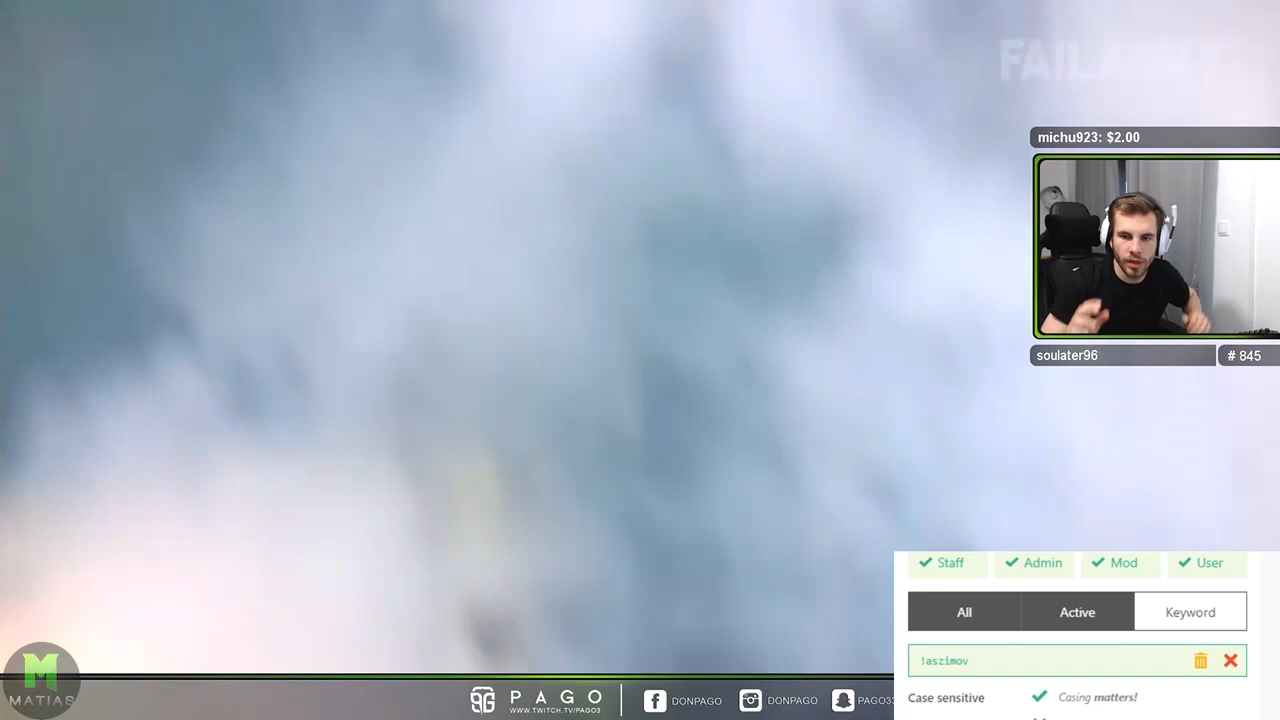 michu923: $2.00
soulater96
# 845
Staff
Admin
Mod
User
All
Active
Keyword
!aszimov
Case sensitive
Casing matters!
M
MATIAS
PAGO
WWW.TWITCH.TV/PAGO3
DONPAGO
DONPAGO